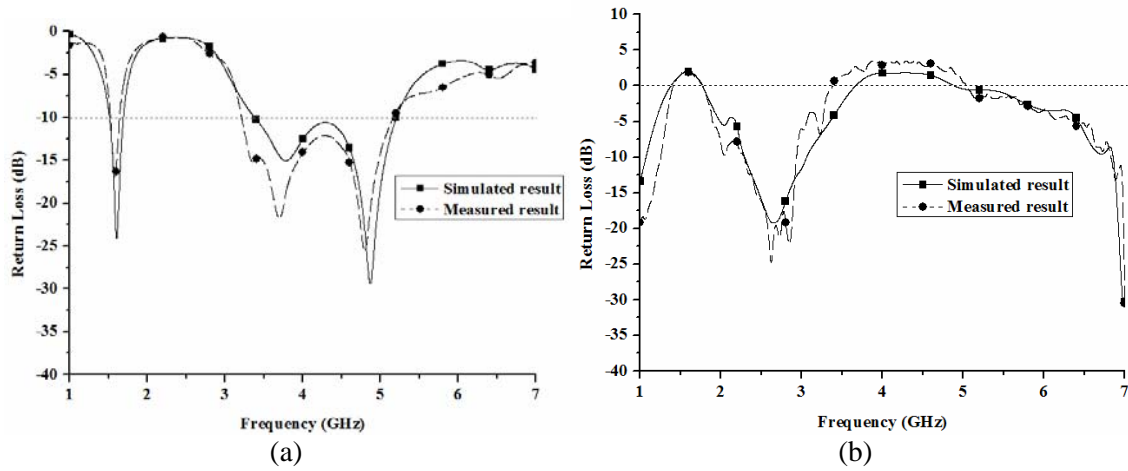 0
-5
-10
-15
-20
-25
-30
-35
-40
Return Loss (dB)
Simulated result
Measured result
1 2 3 4 5 6 7
Frequency (GHz)
(a)
10
5
0
-5
-10
-15
-20
-25
-30
-35
-40
Return Loss (dB)
Simulated result
Measured result
1 2 3 4 5 6 7
Frequency (GHz)
(b)